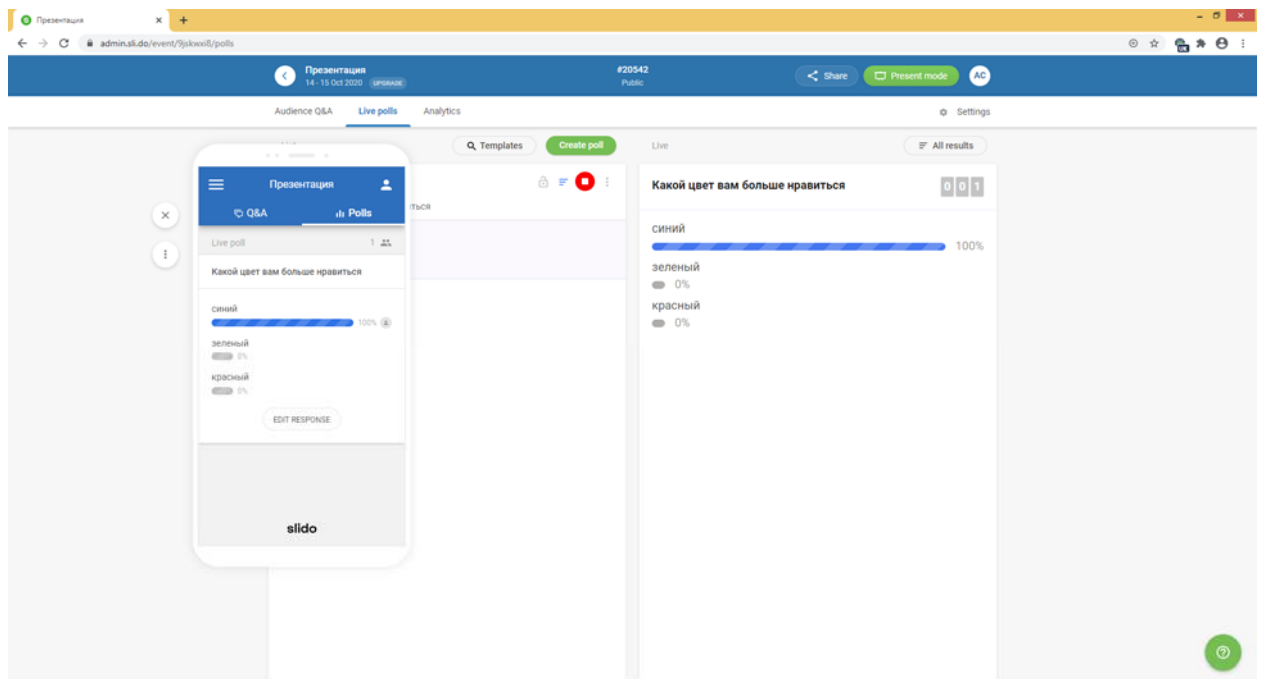 Презентация
admin.sli.do/event/9jskwxi8/polls
Презентация
14 - 15 Oct 2020 UPGRADE
#20542
Public
Share
Present mode
AC
Audience Q&A
Live polls
Analytics
Settings
Templates
Create poll
Live
All results
Презентация
Q&A
Polls
Live poll
1
Какой цвет вам больше нравиться
синий
100%
зеленый
0%
красный
0%
EDIT RESPONSE
slido
Какой цвет вам больше нравиться
0 0 1
синий
100%
зеленый
0%
красный
0%